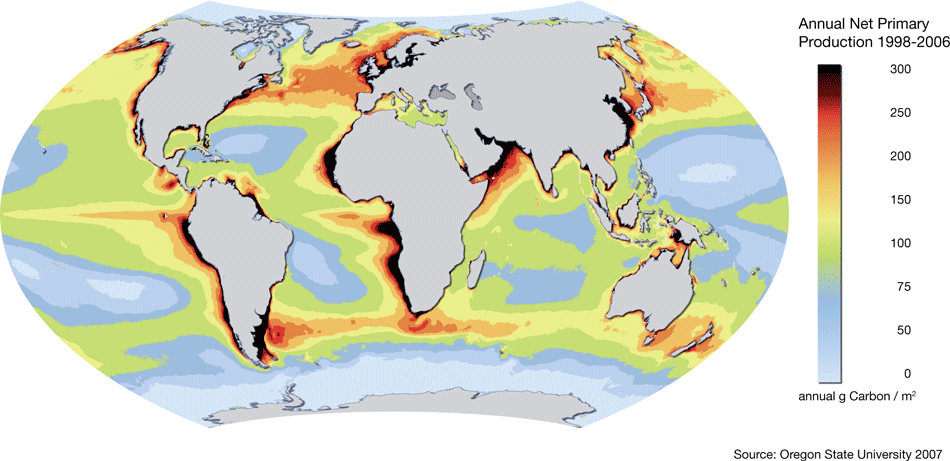 Annual Net Primary
Production 1998-2006
300
250
200
150
100
75
50
0
annual g Carbon / m²
Source: Oregon State University 2007